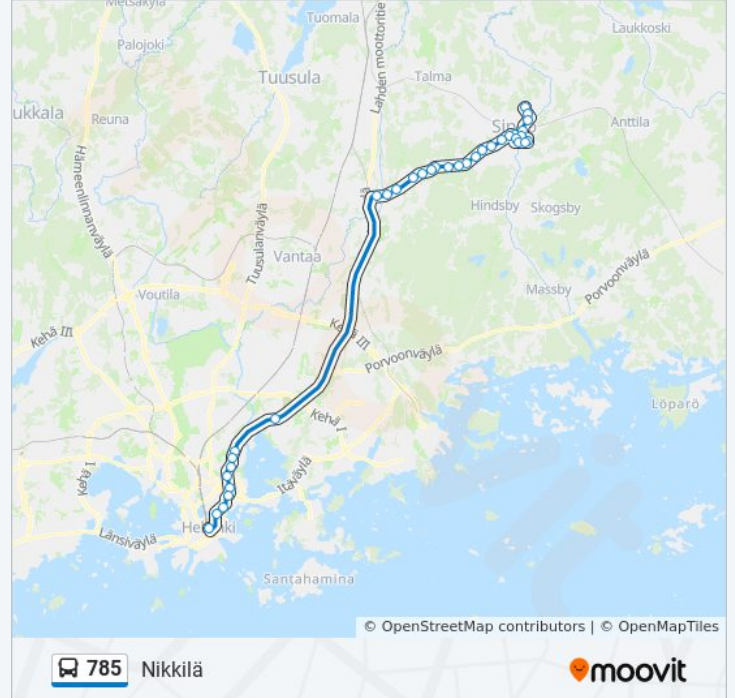 Metsäkylä
Tuomala
Laukkoski
Palojoki
Tuusula
Lahden moottoritie
Talma
ukkala
Reuna
Anttila
Hämeenlinnanväylä
Hindsby
Skogsby
Tuusulanväylä
Vantaa
Massby
Porvoonväylä
Voutila
Kehä III
Kehä III
Porvoonväylä
Löparö
Kehä I
Itäväylä
Kehä I
Länsiväylä
Santahamina
© OpenStreetMap contributors | © OpenMapTiles
785 Nikkilä
moovit